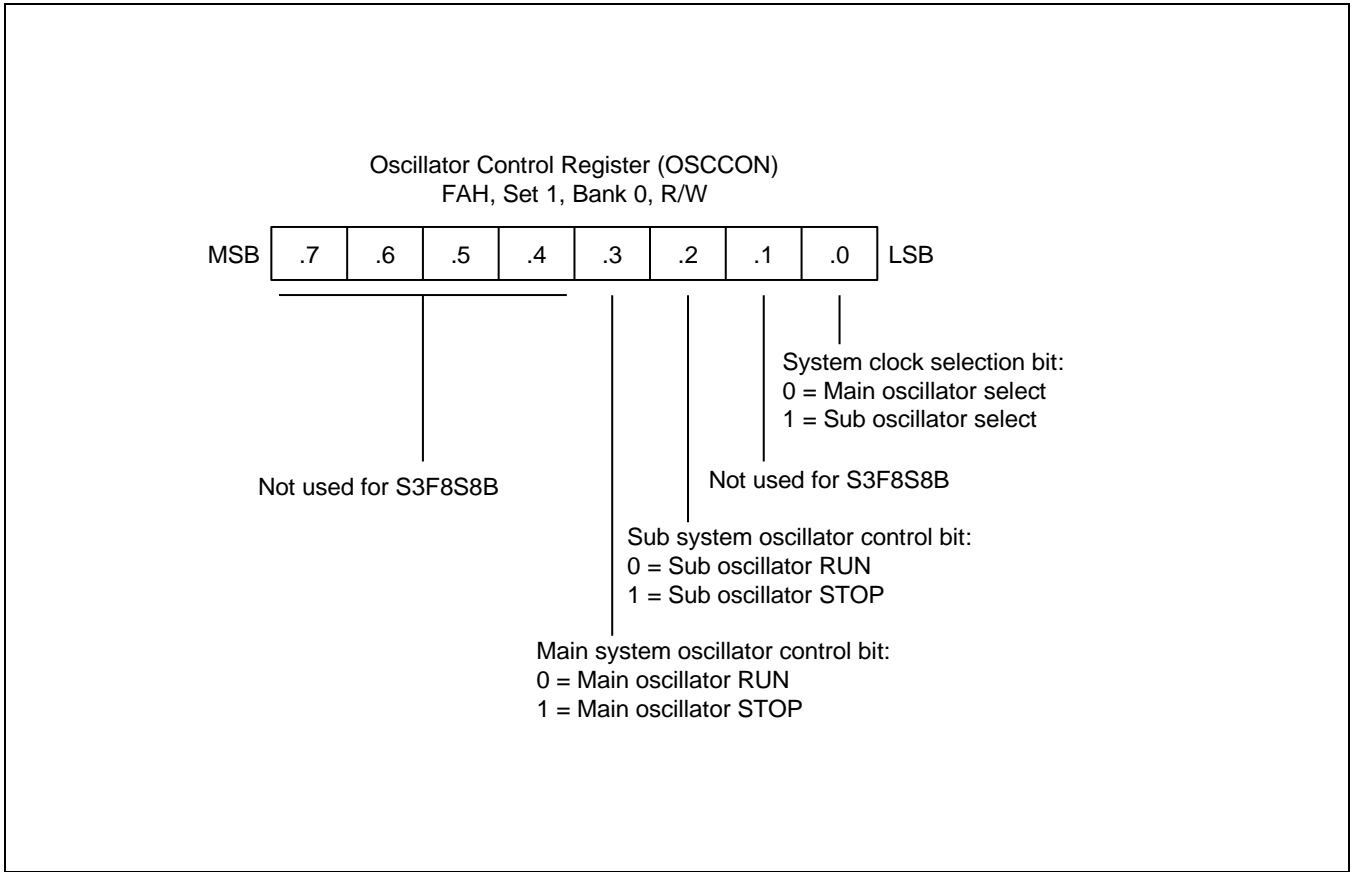 Oscillator Control Register (OSCCON)
FAH, Set 1, Bank 0, R/W
MSB .7 .6 .5 .4 .3 .2 .1 .0 LSB
System clock selection bit:
0 = Main oscillator select
1 = Sub oscillator select
Not used for S3F8S8B
Not used for S3F8S8B
Sub system oscillator control bit:
0 = Sub oscillator RUN
1 = Sub oscillator STOP
Main system oscillator control bit:
0 = Main oscillator RUN
1 = Main oscillator STOP